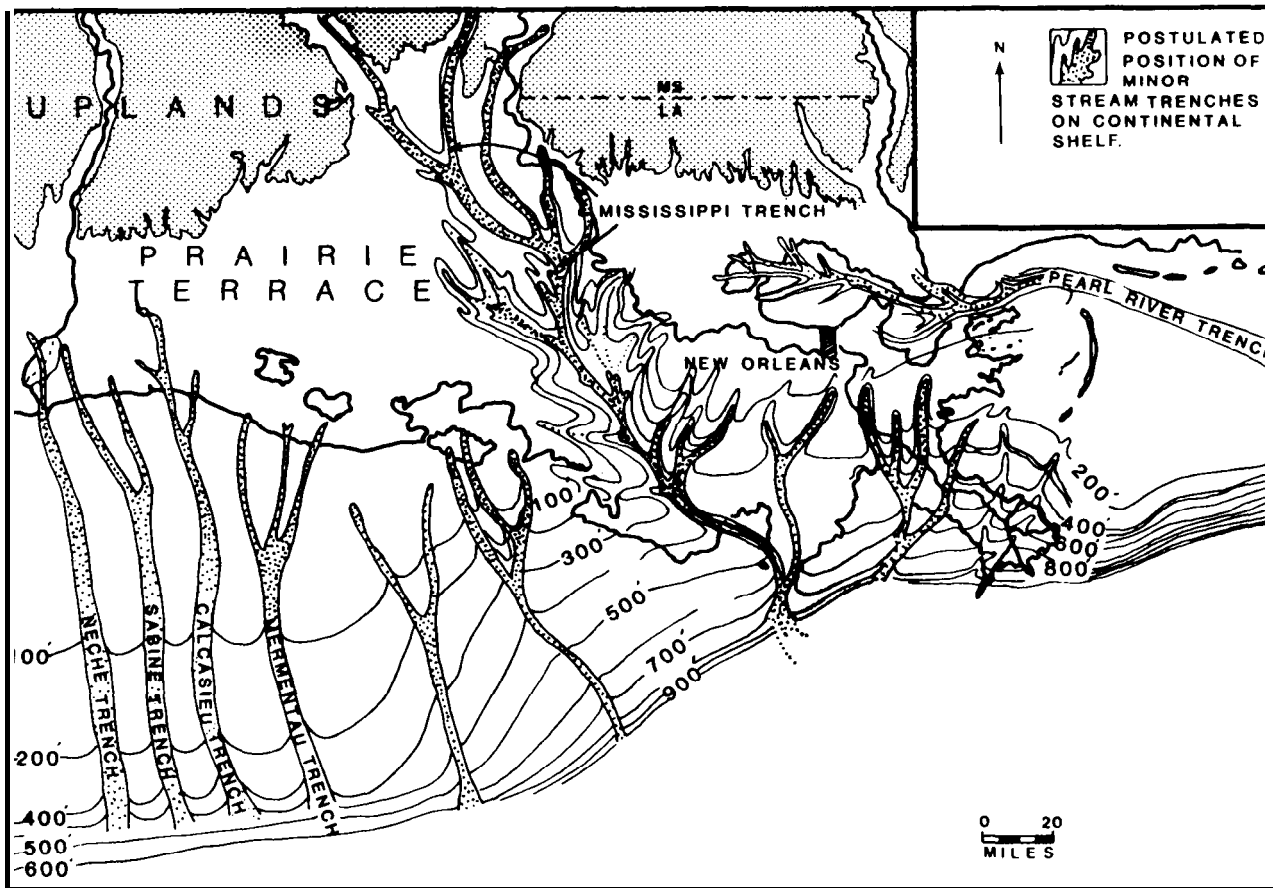 N
POSTULATED
POSITION OF
MINOR
STREAM TRENCHES
ON CONTINENTAL
SHELF.
UPLANDS
MS
LA
MISSISSIPPI TRENCH
PRAIRIE
TERRACE
PEARL RIVER TRENCH
NEW ORLEANS
100'
300'
500'
700'
900'
200'
400'
600'
800'
NECHE TRENCH
SABINE TRENCH
CALCASIEU TRENCH
MERMENTAU TRENCH
100'
200'
400'
500'
600'
0 20
MILES